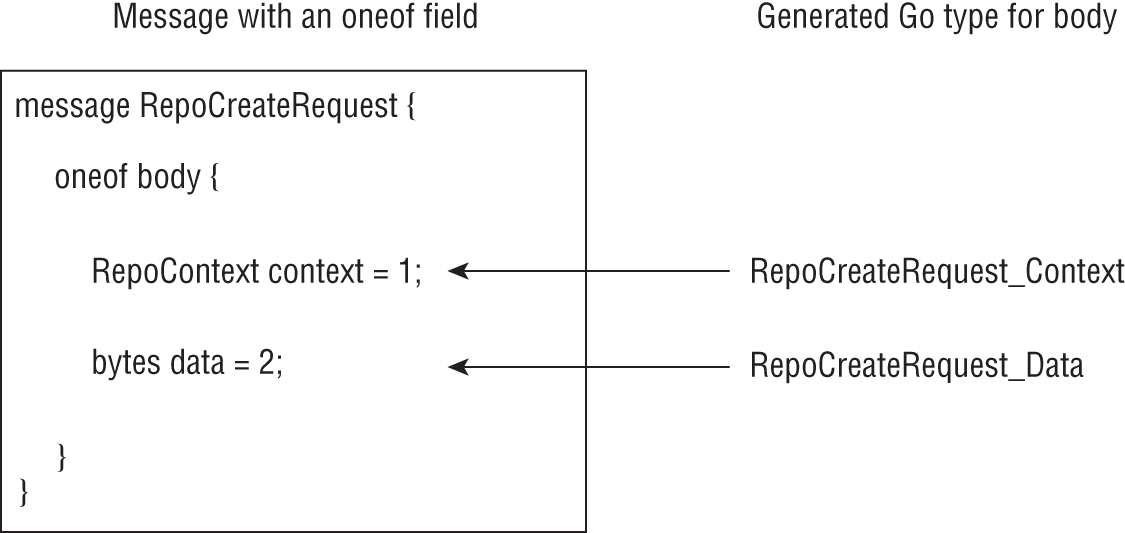 Message with an oneof field
Generated Go type for body
message RepoCreateRequest {
oneof body {
RepoContext context = 1;
RepoCreateRequest_Context
bytes data = 2;
RepoCreateRequest_Data
}
}